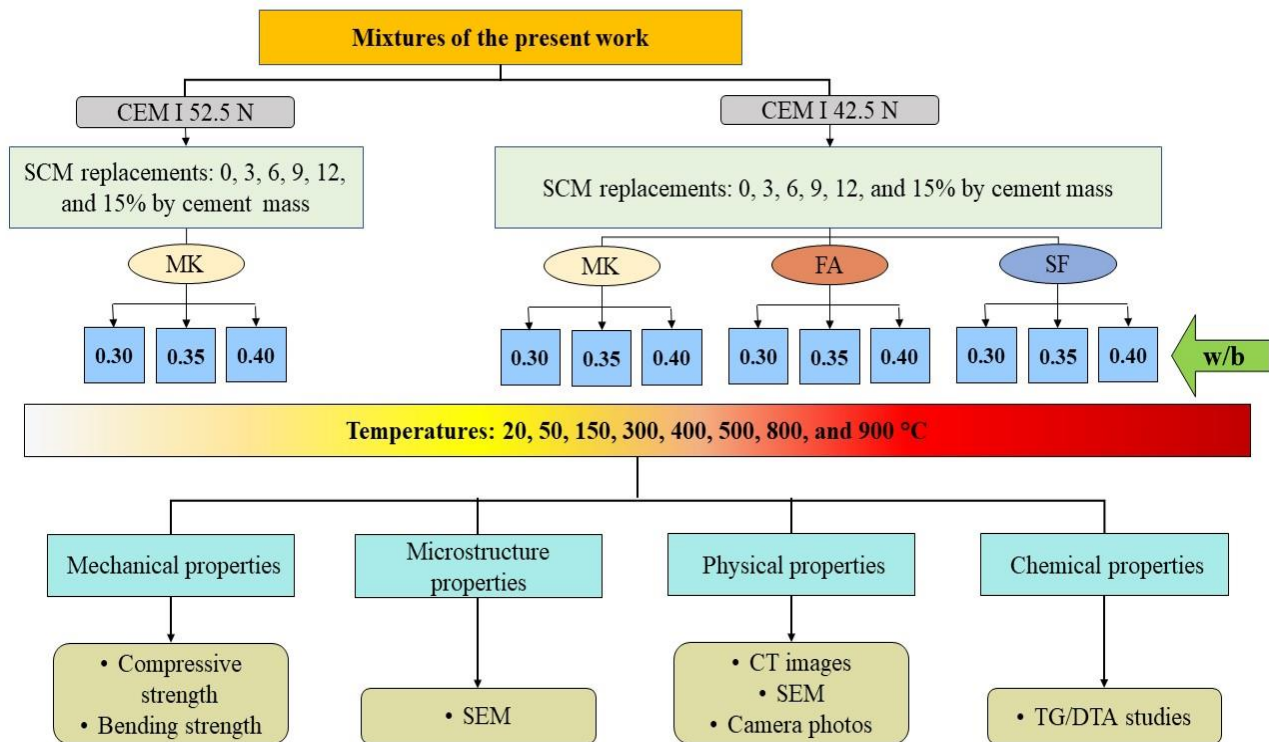 Mixtures of the present work
CEM I 52.5 N
CEM I 42.5 N
SCM replacements: 0, 3, 6, 9, 12,
and 15% by cement mass
SCM replacements: 0, 3, 6, 9, 12, and 15% by cement mass
MK
MK
FA
SF
0.30
0.35
0.40
0.30
0.35
0.40
0.30
0.35
0.40
0.30
0.35
0.40
w/b
Temperatures: 20, 50, 150, 300, 400, 500, 800, and 900 °C
Mechanical properties
Microstructure
properties
Physical properties
Chemical properties
• Compressive
strength
• Bending strength
• SEM
• CT images
• SEM
• Camera photos
• TG/DTA studies